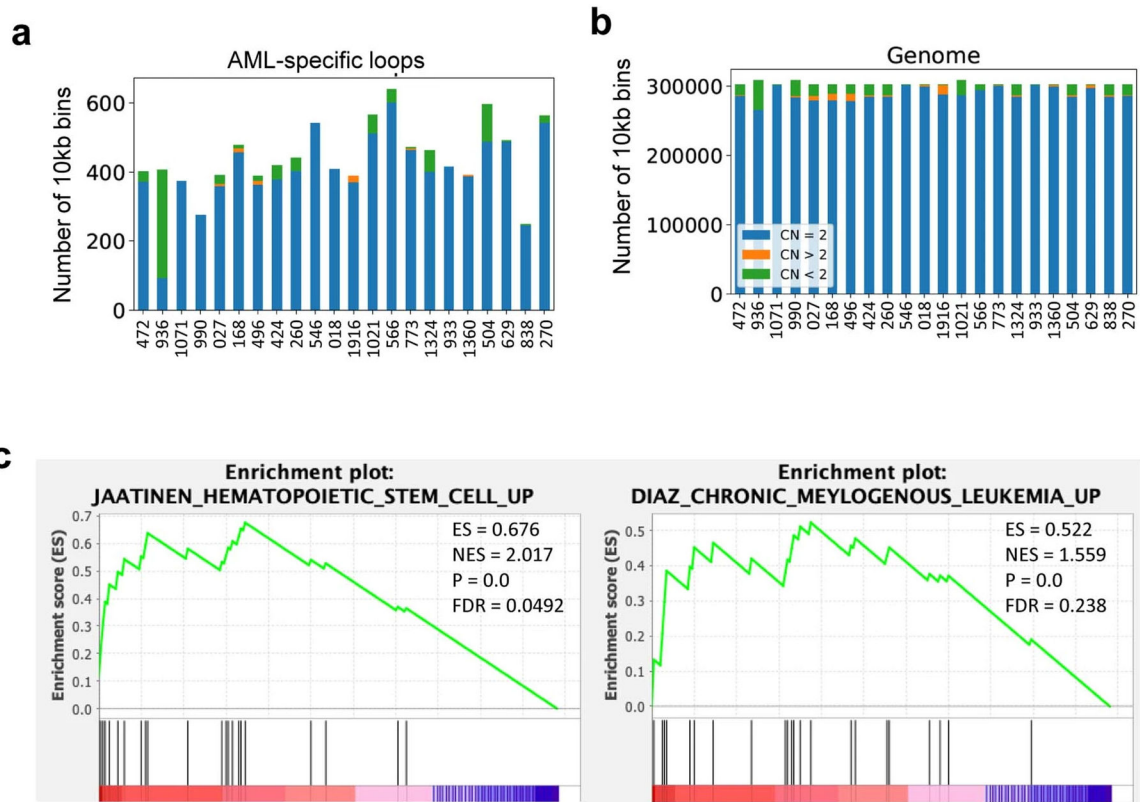 a
AML-specific loops
Number of 10kb bins
600
400
200
0
472 936 1071 990 027 168 496 424 260 546 018 1916 1021 566 773 1324 933 1360 504 629 838 270
b
Genome
Number of 10kb bins
300000
200000
100000
0
CN = 2
CN > 2
CN < 2
472 936 1071 990 027 168 496 424 260 546 018 1916 1021 566 773 1324 933 1360 504 629 838 270
c
Enrichment plot:
JAATINEN_HEMATOPOIETIC_STEM_CELL_UP
Enrichment score (ES)
0.7
0.6
0.5
0.4
0.3
0.2
0.1
0.0
ES = 0.676
NES = 2.017
P = 0.0
FDR = 0.0492
Enrichment plot:
DIAZ_CHRONIC_MEYLOGENOUS_LEUKEMIA_UP
Enrichment score (ES)
0.5
0.4
0.3
0.2
0.1
0.0
ES = 0.522
NES = 1.559
P = 0.0
FDR = 0.238